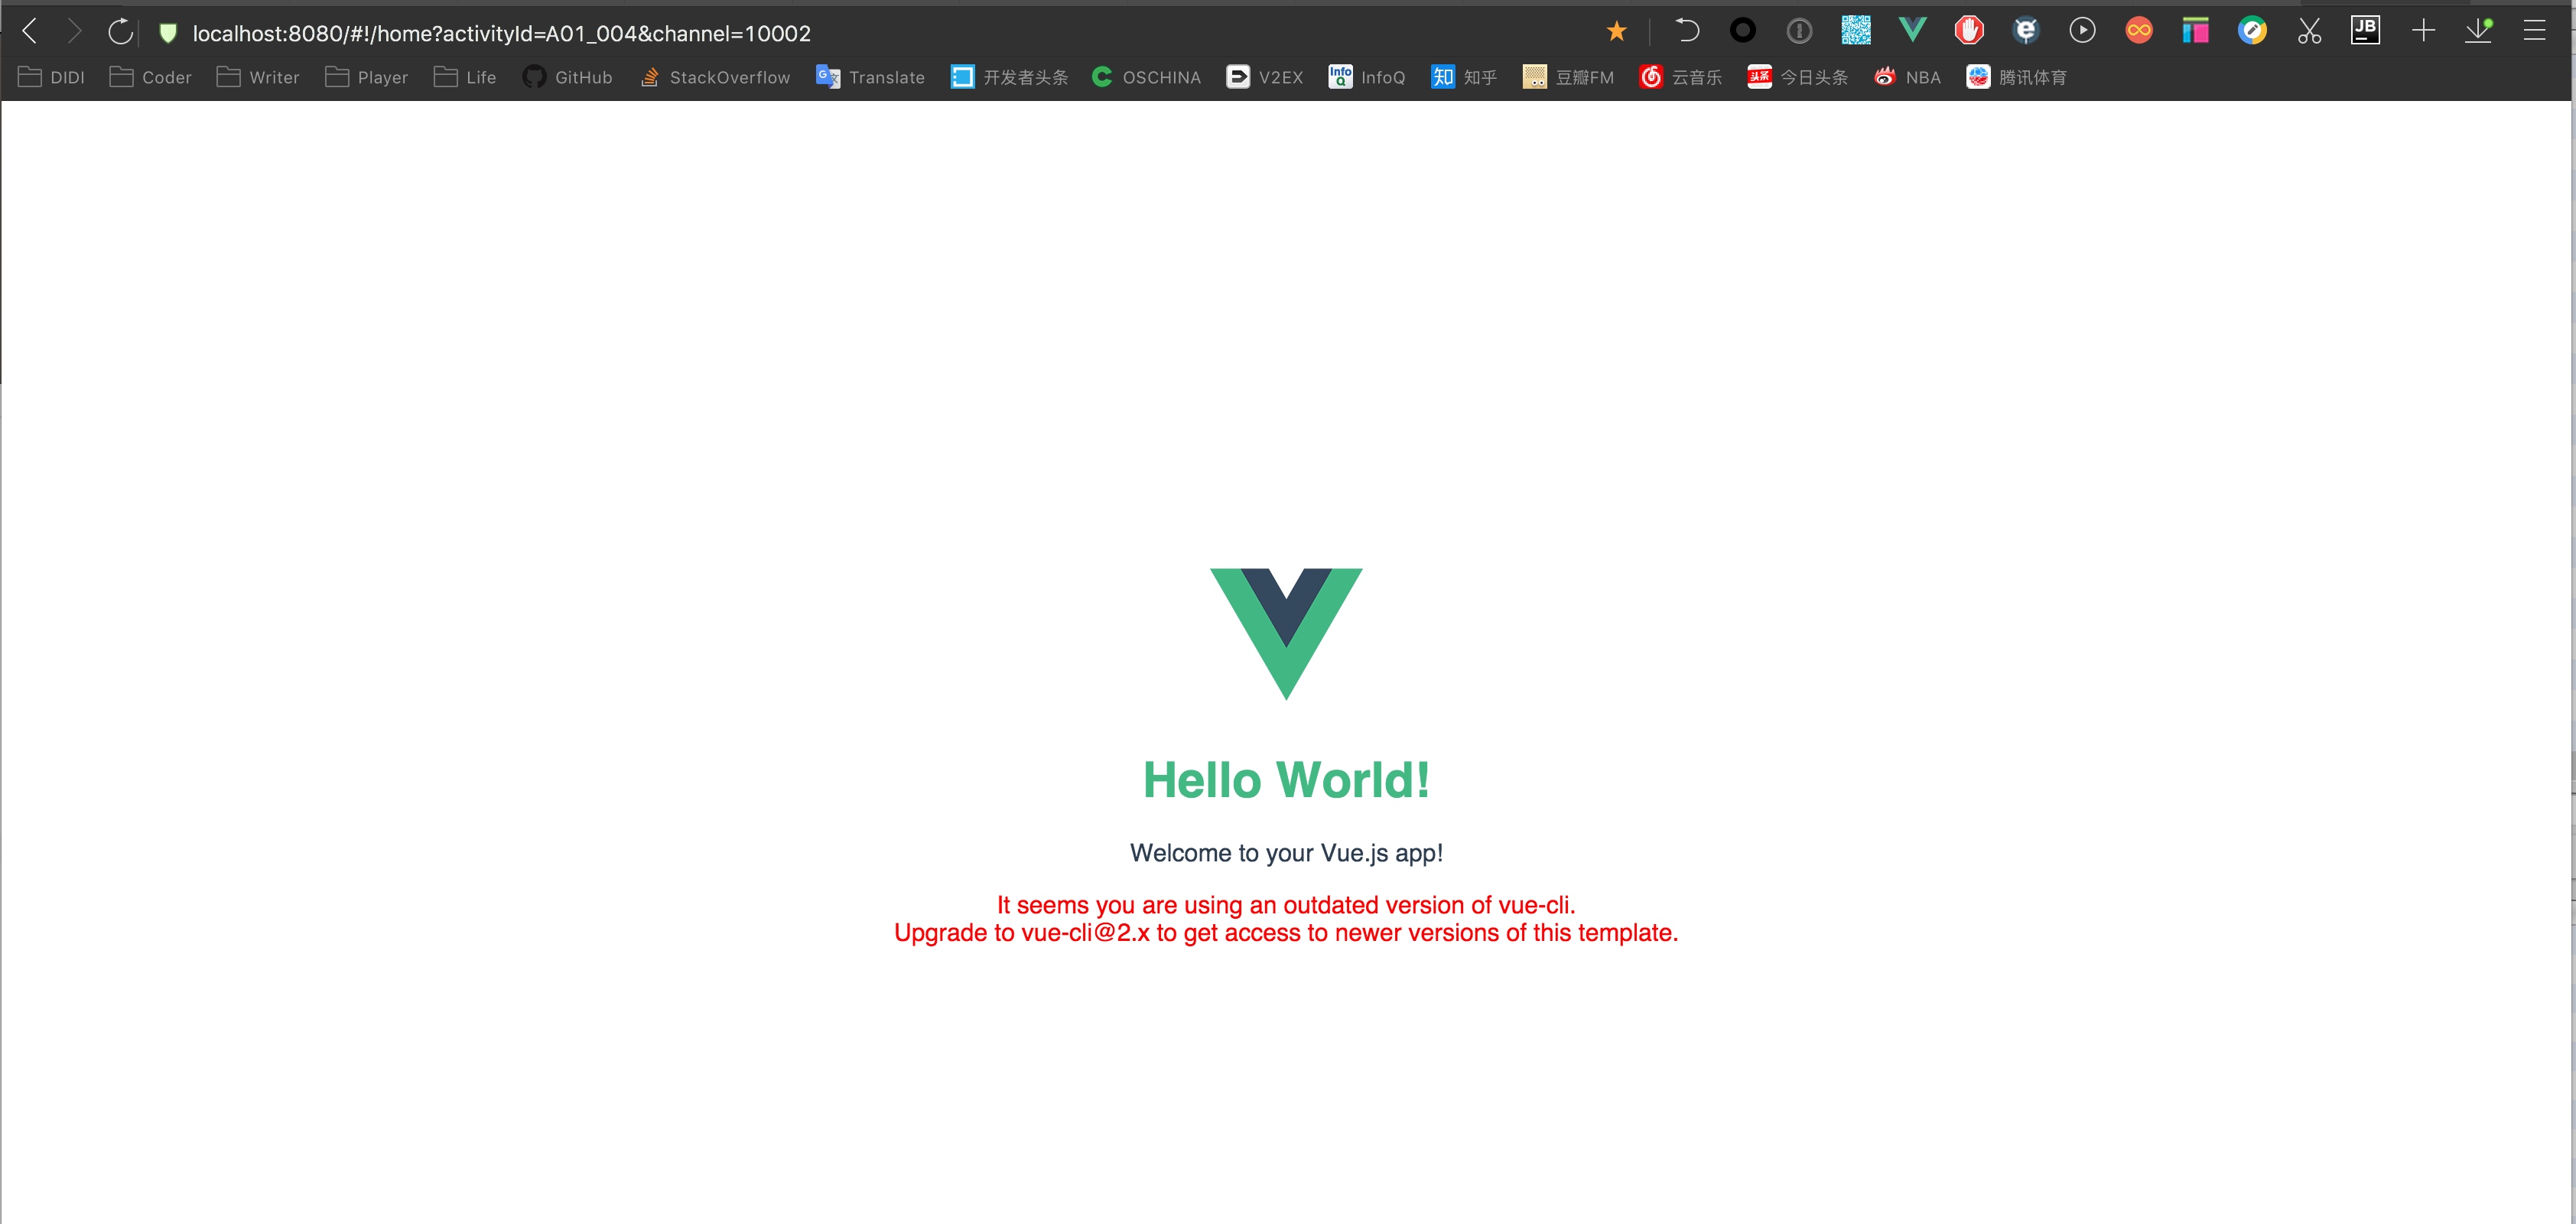 localhost:8080/#!/home?activityId=A01_004&channel=10002
JB
DIDI Coder Writer Player Life GitHub StackOverflow Translate 开发者头条 OSCHINA V2EX InfoQ 知乎 豆瓣FM 云音乐 今日头条 NBA 腾讯体育
Hello World!
Welcome to your Vue.js app!
It seems you are using an outdated version of vue-cli.
Upgrade to vue-cli@2.x to get access to newer versions of this template.